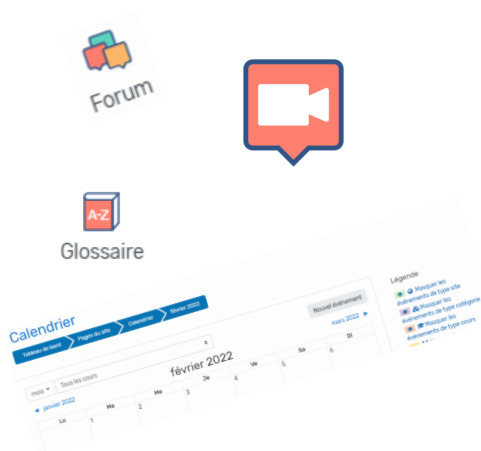 Forum
A-Z
Glossaire
Calendrier
Tableau de bord
Pages du site
Calendrier
février 2022
Nouvel événement
mois
Tous les cours
janvier 2022
février 2022
mars 2022
Lu
Ma
Me
Je
Ve
Sa
Di
1
2
3
4
5
6
Légende
Masquer les
événements de type site
Masquer les
événements de type catégorie
Masquer les
événements de type cours